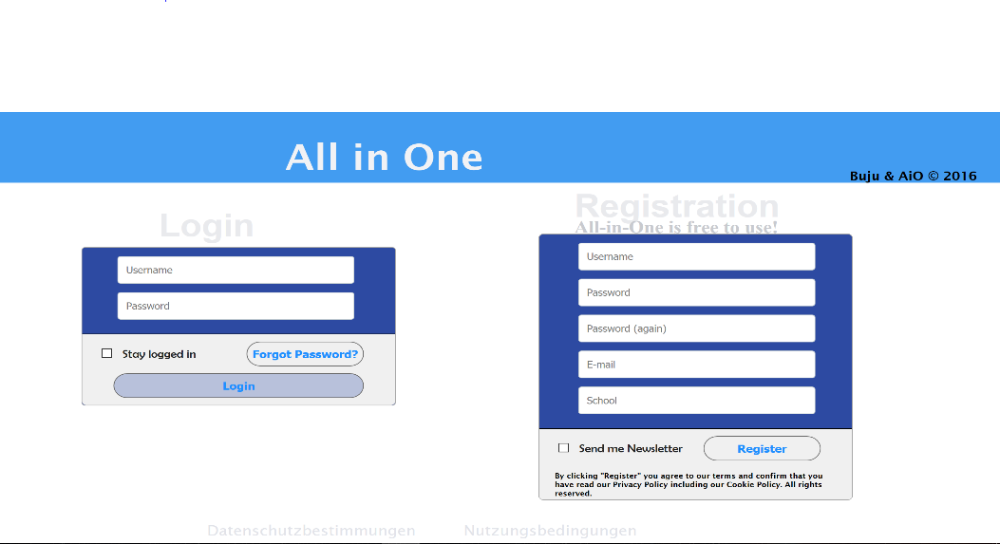 All in One
Buju & AiO © 2016
Login
Username
Password
Stay logged in
Forgot Password?
Login
Registration
All-in-One is free to use!
Username
Password
Password (again)
E-mail
School
Send me Newsletter
Register
By clicking "Register" you agree to our terms and confirm that you
have read our Privacy Policy including our Cookie Policy. All rights
reserved.
Datenschutzbestimmungen
Nutzungsbedingungen